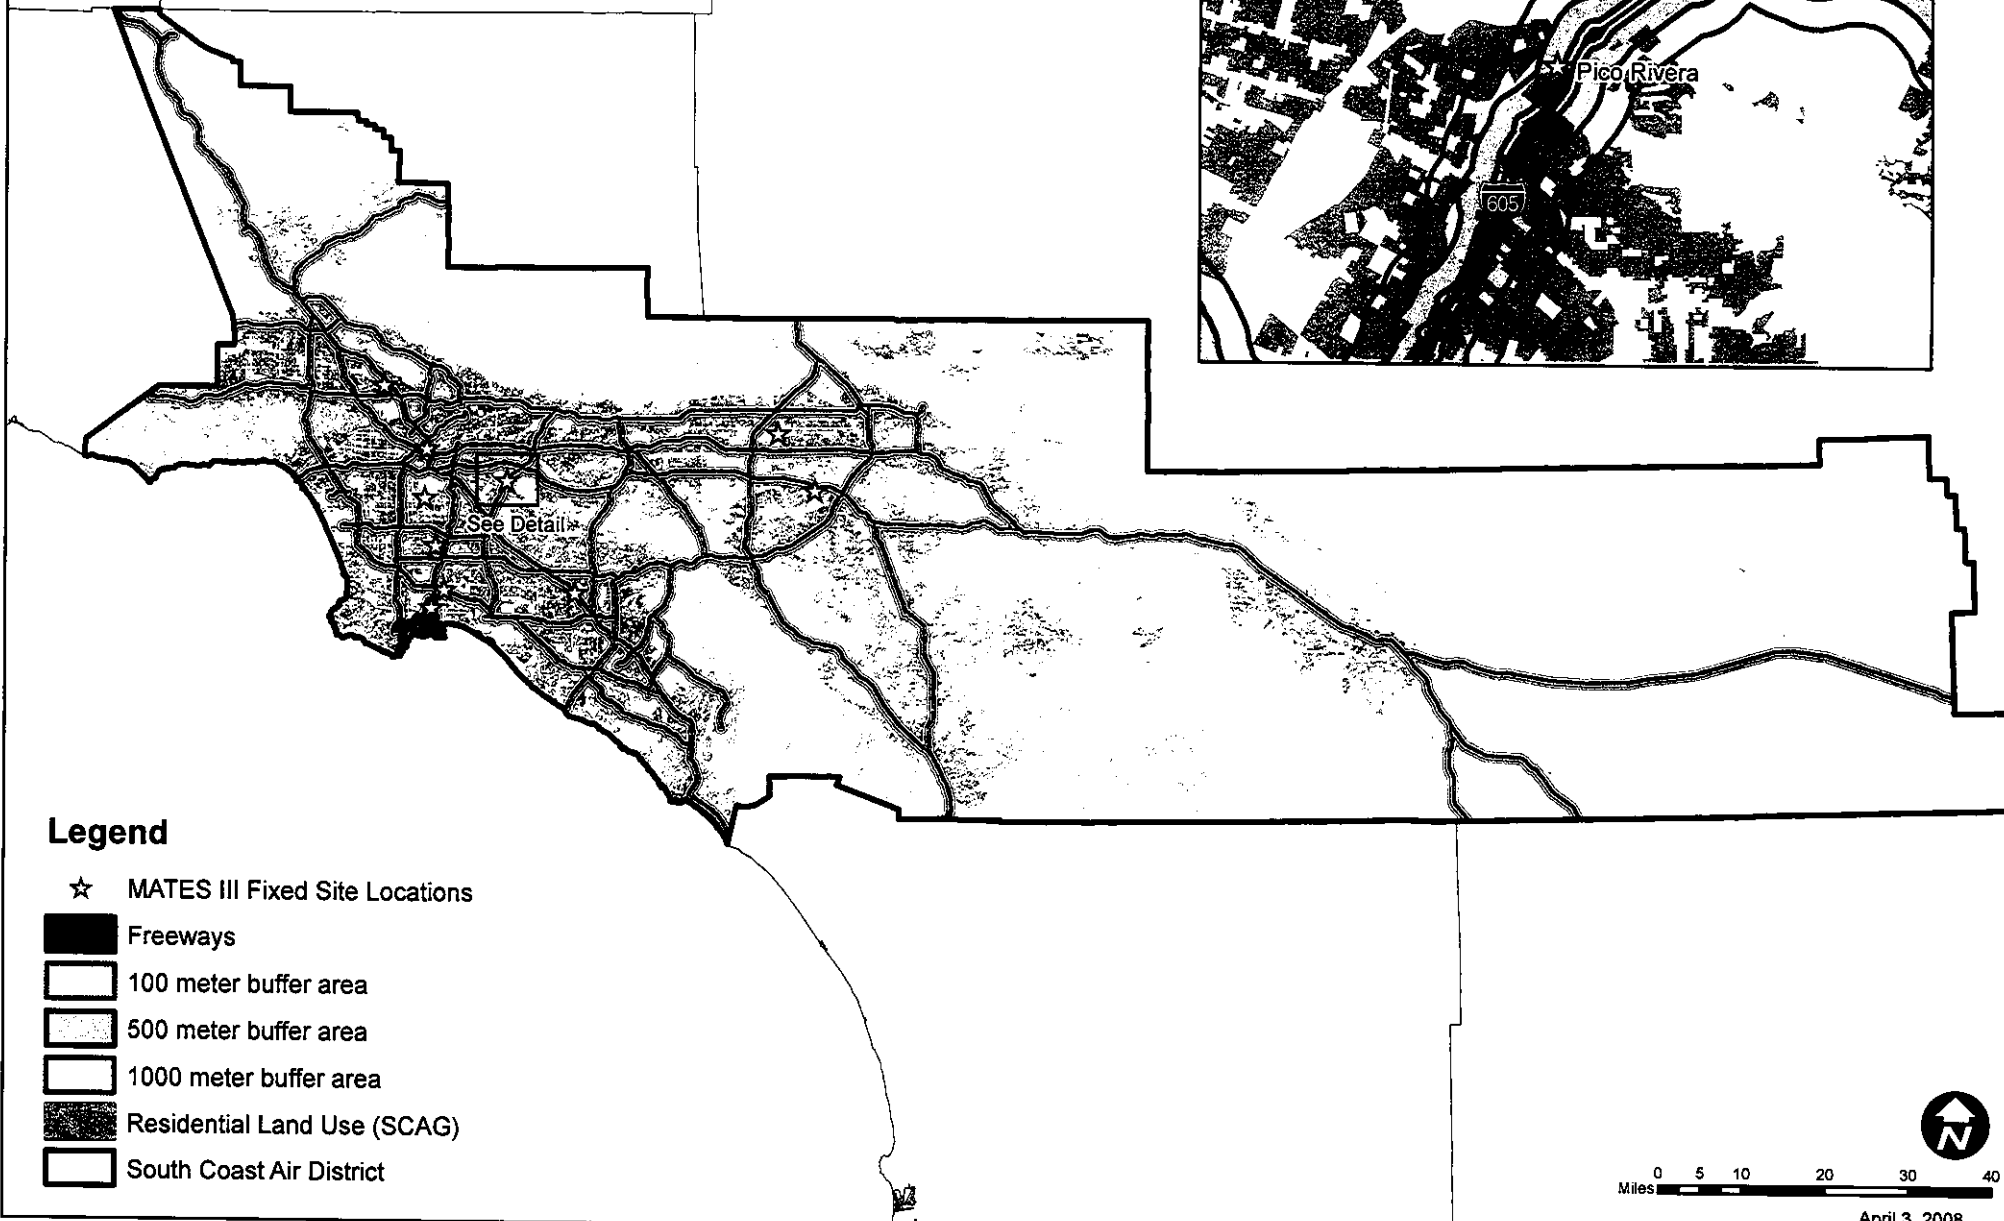 Pico Rivera
605
See Detail
Legend
MATES III Fixed Site Locations
Freeways
100 meter buffer area
500 meter buffer area
1000 meter buffer area
Residential Land Use (SCAG)
South Coast Air District
N
0 5 10 20 30 40
Miles
April 3, 2008